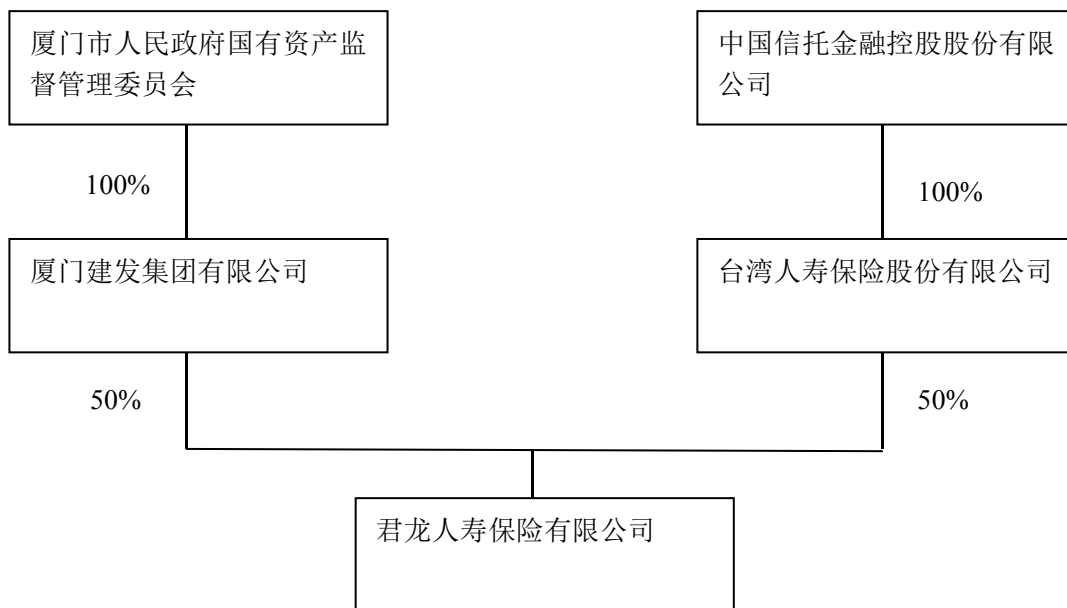 厦门市人民政府国有资产监
督管理委员会
中国信托金融控股股份有限
公司
100%
100%
厦门建发集团有限公司
台湾人寿保险股份有限公司
50%
50%
君龙人寿保险有限公司